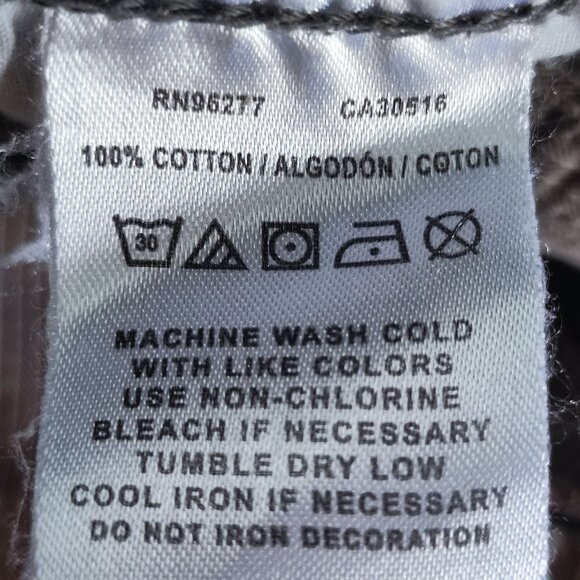 RN96277 CA30516
100% COTTON / ALGODÓN / COTON
30
MACHINE WASH COLD
WITH LIKE COLORS
USE NON-CHLORINE
BLEACH IF NECESSARY
TUMBLE DRY LOW
COOL IRON IF NECESSARY
DO NOT IRON DECORATION